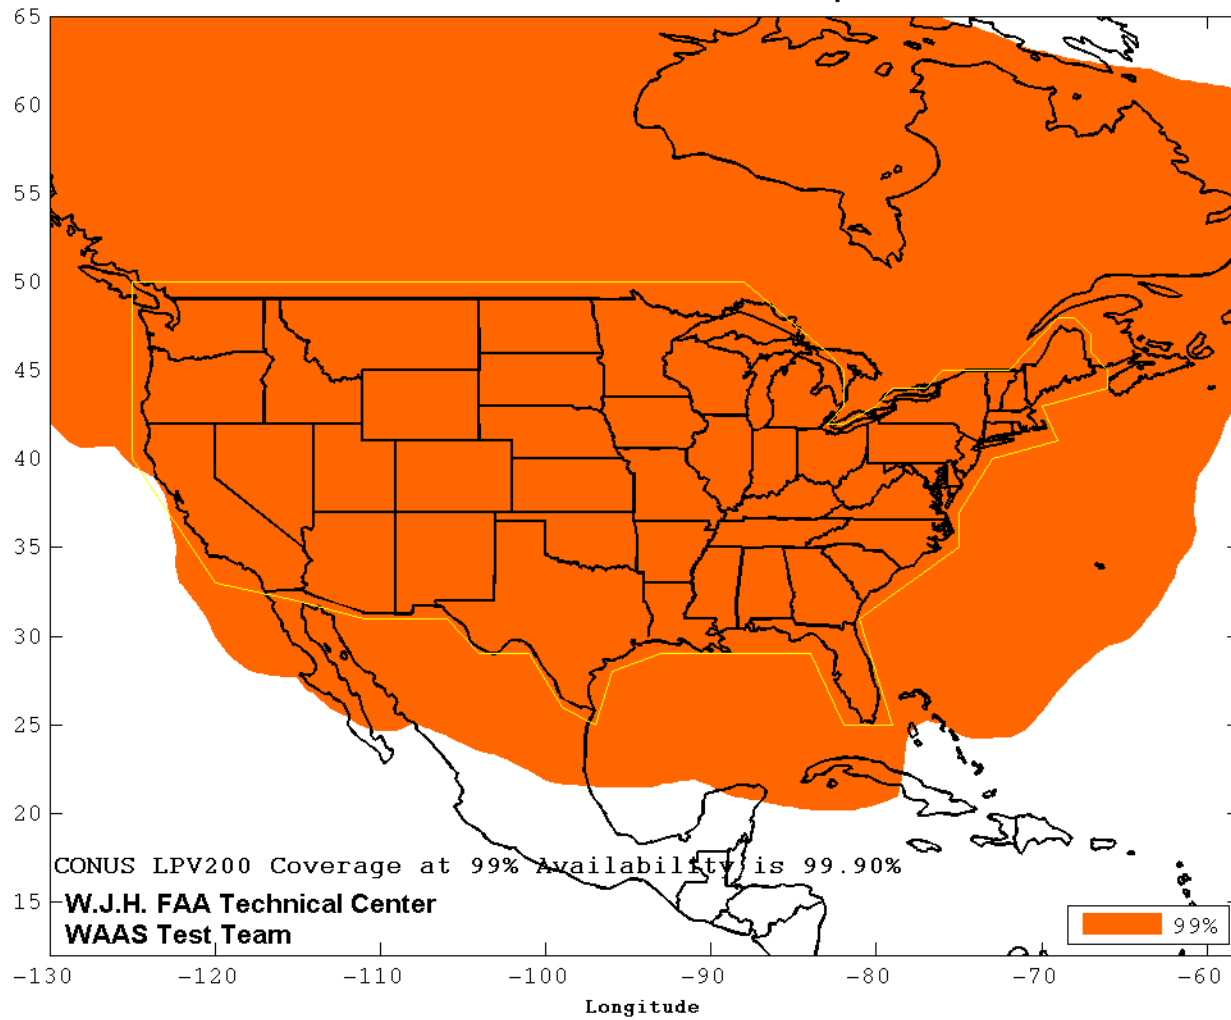 65
60
55
50
45
40
35
30
25
20
15
CONUS LPV200 Coverage at 99% Availability is 99.90%
W.J.H. FAA Technical Center
WAAS Test Team
99%
-130 -120 -110 -100 -90 -80 -70 -60
Longitude